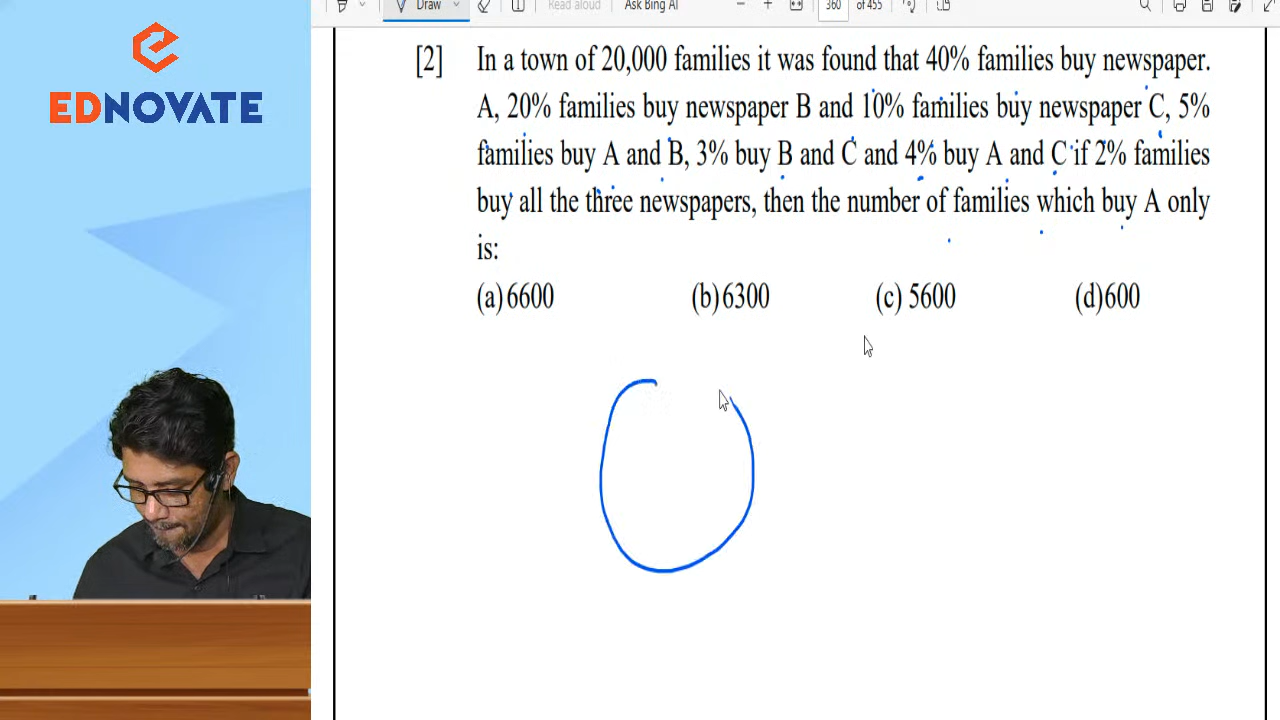 Draw
Read aloud
Ask Bing AI
360 of 455
EDNOVATE
[2] In a town of 20,000 families it was found that 40% families buy newspaper.
A, 20% families buy newspaper B and 10% families buy newspaper C, 5%
families buy A and B, 3% buy B and C and 4% buy A and C if 2% families
buy all the three newspapers, then the number of families which buy A only
is:
(a) 6600 (b) 6300 (c) 5600 (d) 600